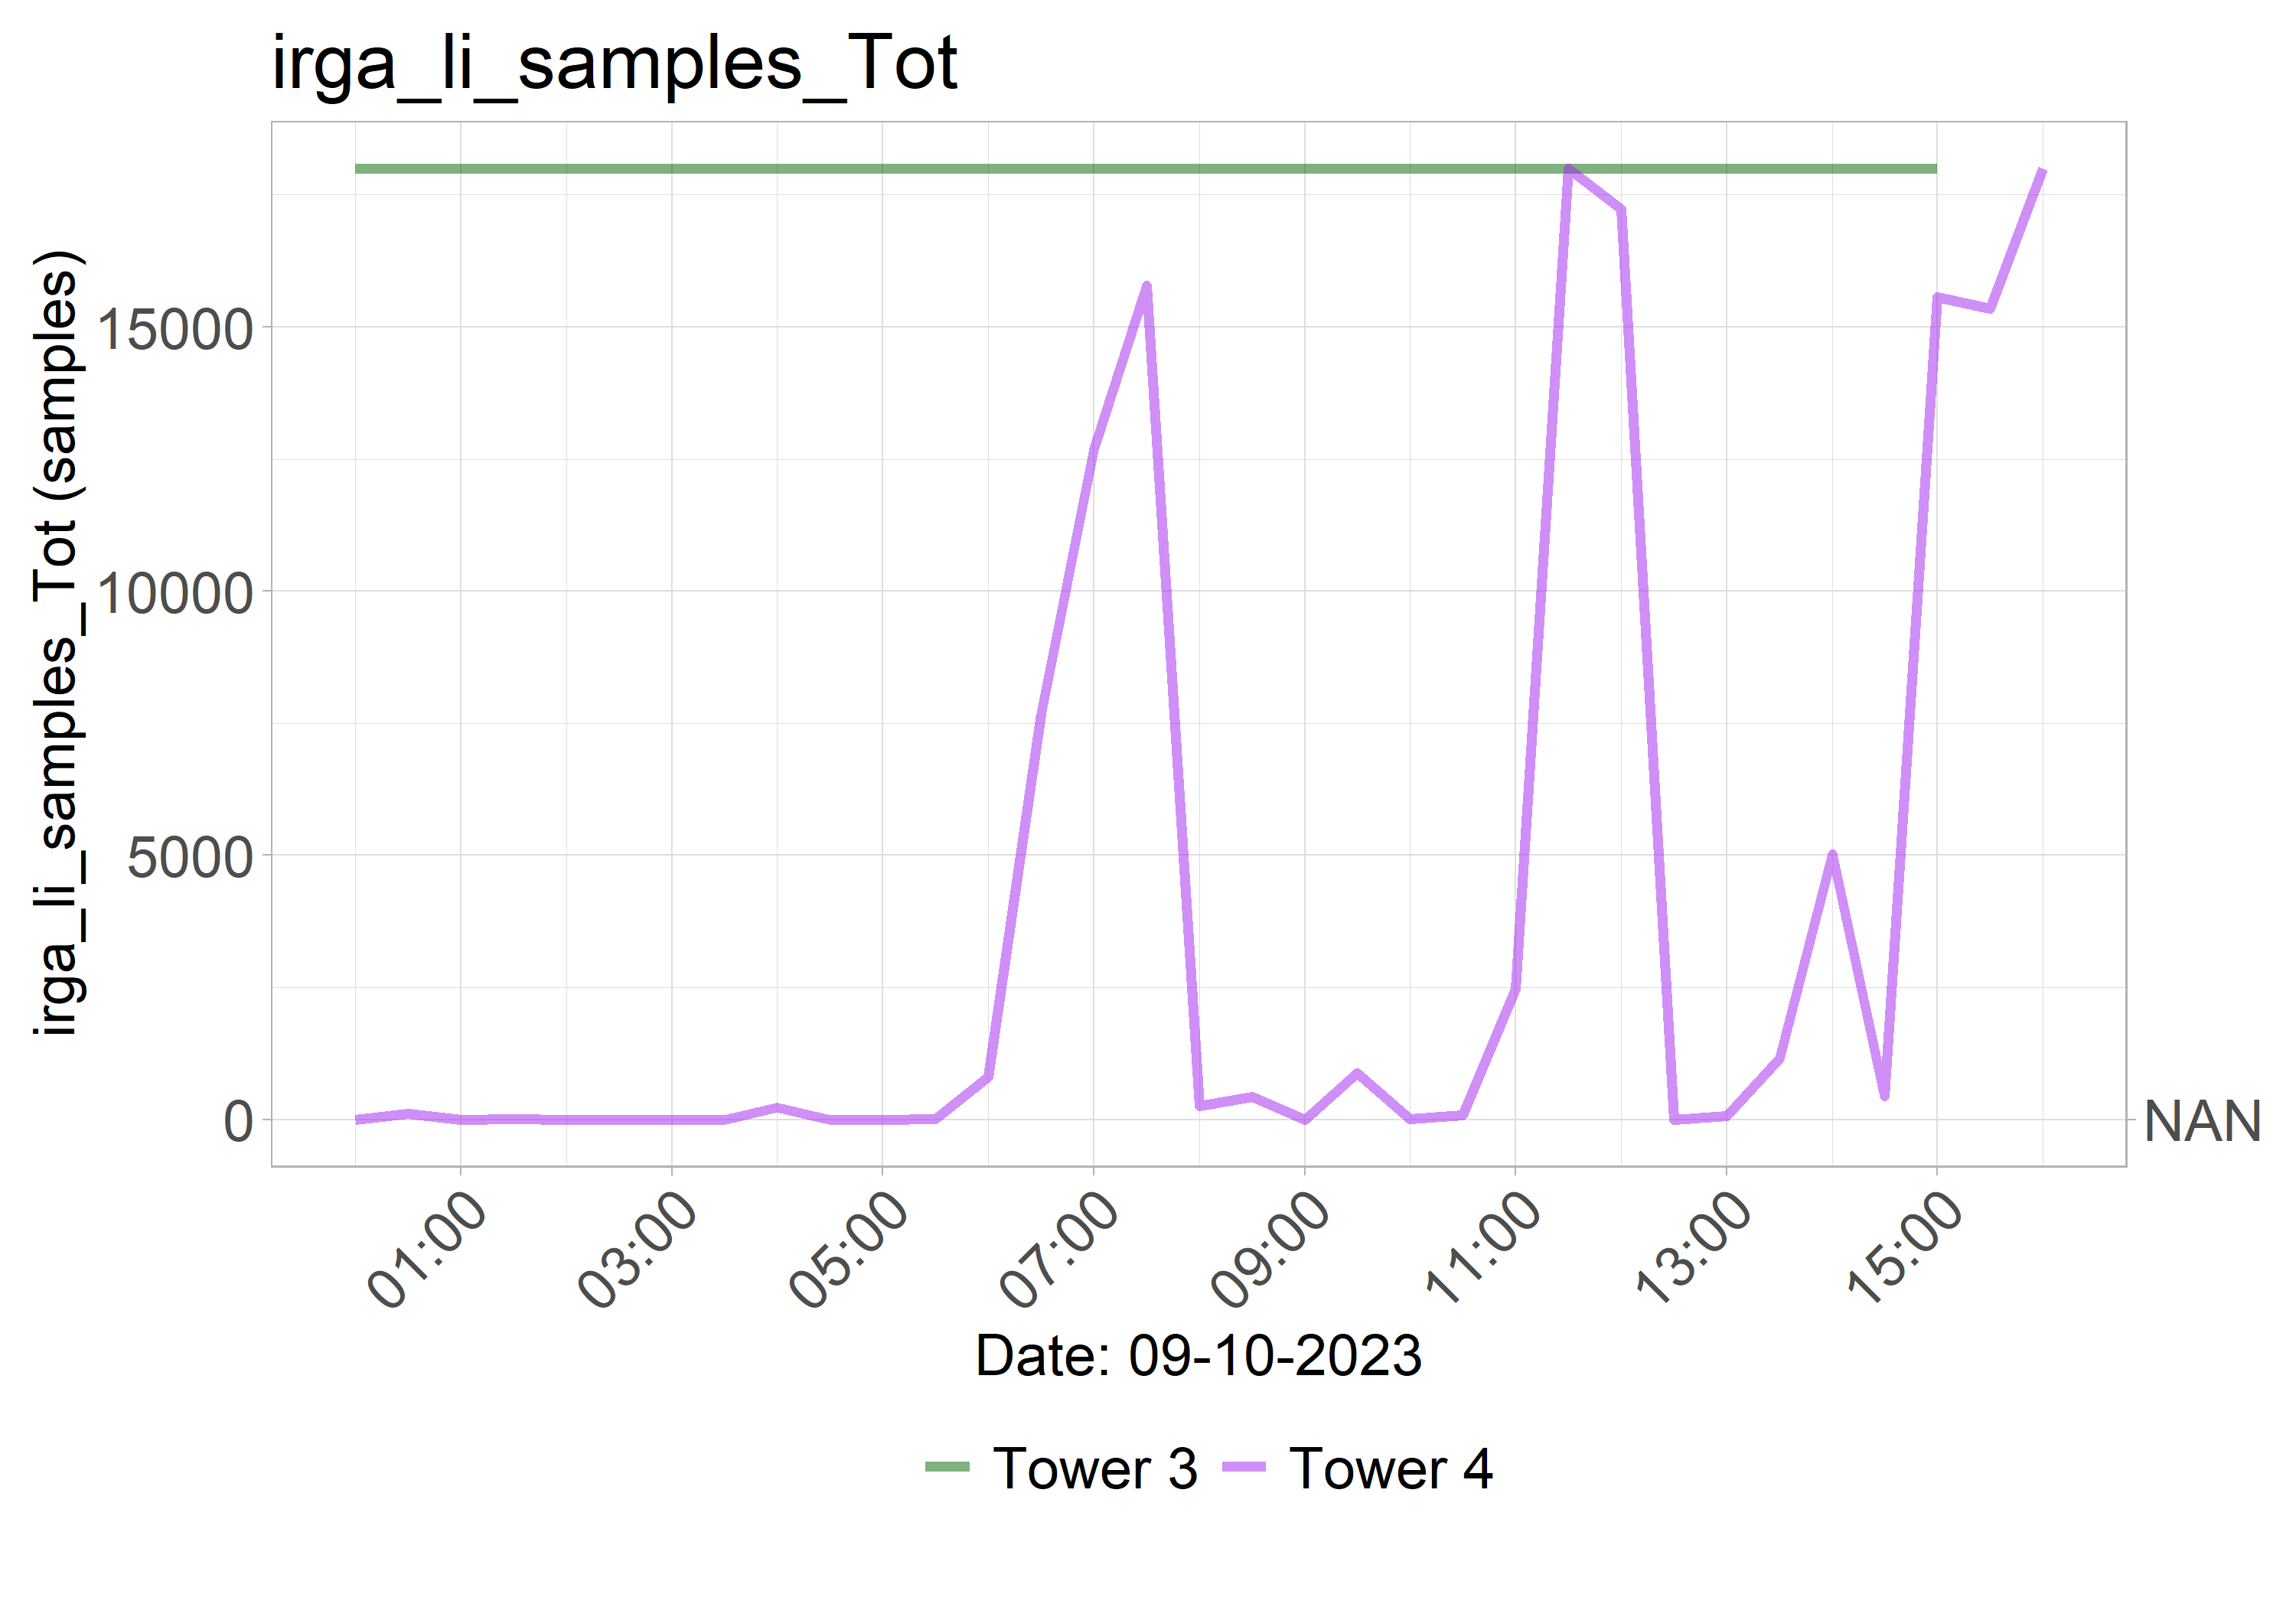 irga_li_samples_Tot
irga_li_samples_Tot (samples)
15000
10000
5000
0
NAN
01:00
03:00
05:00
07:00
09:00
11:00
13:00
15:00
Date: 09-10-2023
Tower 3
Tower 4